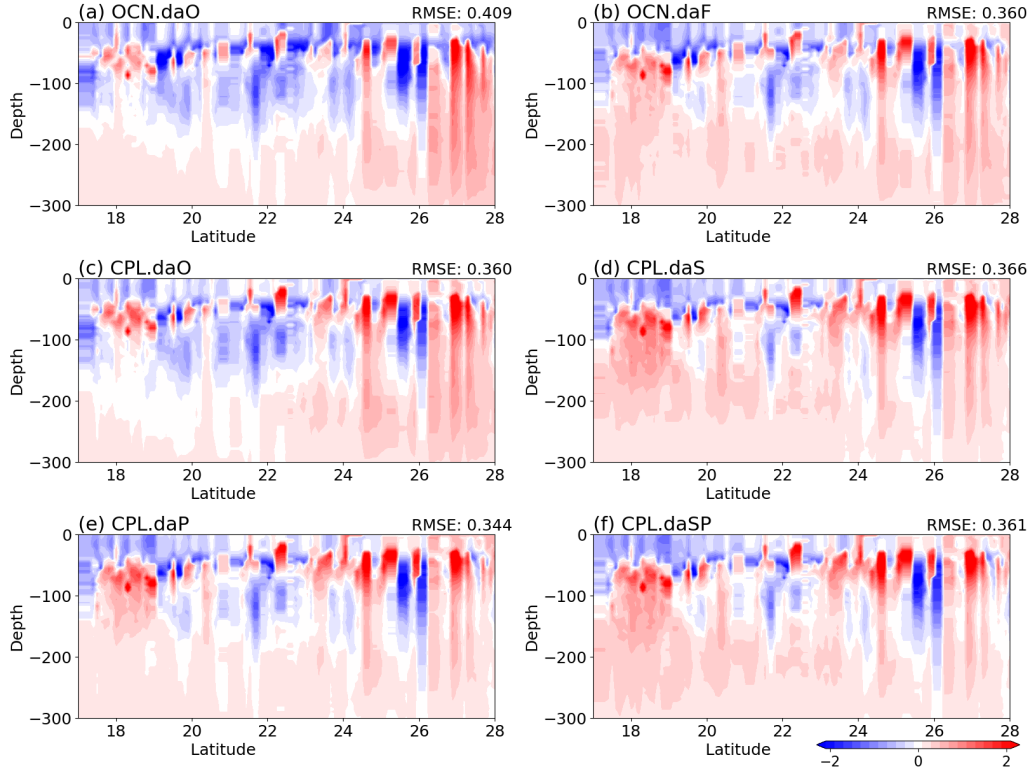 (a) OCN.daO RMSE: 0.409
0
−100
−200
−300
Depth
18 20 22 24 26 28
Latitude
(b) OCN.daF RMSE: 0.360
0
−100
−200
−300
Depth
18 20 22 24 26 28
Latitude
(c) CPL.daO RMSE: 0.360
0
−100
−200
−300
Depth
18 20 22 24 26 28
Latitude
(d) CPL.daS RMSE: 0.366
0
−100
−200
−300
Depth
18 20 22 24 26 28
Latitude
(e) CPL.daP RMSE: 0.344
0
−100
−200
−300
Depth
18 20 22 24 26 28
Latitude
(f) CPL.daSP RMSE: 0.361
0
−100
−200
−300
Depth
18 20 22 24 26 28
Latitude
−2 0 2